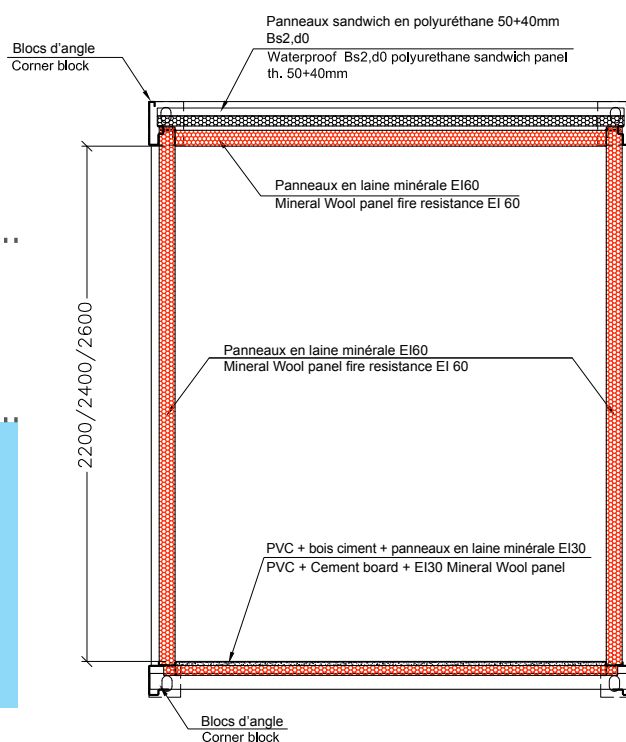 Panneaux sandwich en polyuréthane 50+40mm
Bs2,d0
Waterproof Bs2,d0 polyurethane sandwich panel
th. 50+40mm
Blocs d'angle
Corner block
Panneaux en laine minérale EI60
Mineral Wool panel fire resistance EI 60
2200/2400/2600
Panneaux en laine minérale EI60
Mineral Wool panel fire resistance EI 60
PVC + bois ciment + panneaux en laine minérale EI30
PVC + Cement board + EI30 Mineral Wool panel
Blocs d'angle
Corner block